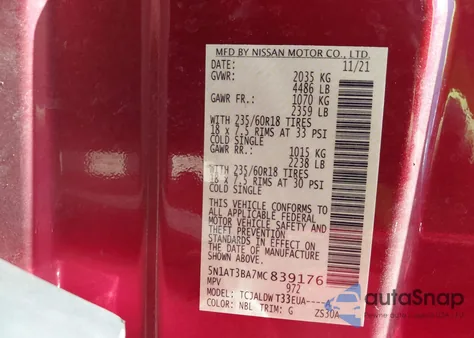 MFD BY NISSAN MOTOR CO., LTD.
DATE: 11/21
GVWR: 2035 KG
4486 LB
GAWR FR.: 1070 KG
2359 LB
WITH 235/60R18 TIRES
18 x 7.5 RIMS AT 33 PSI
COLD SINGLE
GAWR RR.: 1015 KG
2238 LB
WITH 235/60R18 TIRES
18 x 7.5 RIMS AT 30 PSI
COLD SINGLE
THIS VEHICLE CONFORMS TO
ALL APPLICABLE FEDERAL
MOTOR VEHICLE SAFETY AND
THEFT PREVENTION
STANDARDS IN EFFECT ON
THE DATE OF MANUFACTURE
SHOWN ABOVE.
5N1AT3BA7MC839176
MPV 972
MODEL: TCJALDWT33EUA
COLOR: NBL TRIM: G ZS30A
autoSnap